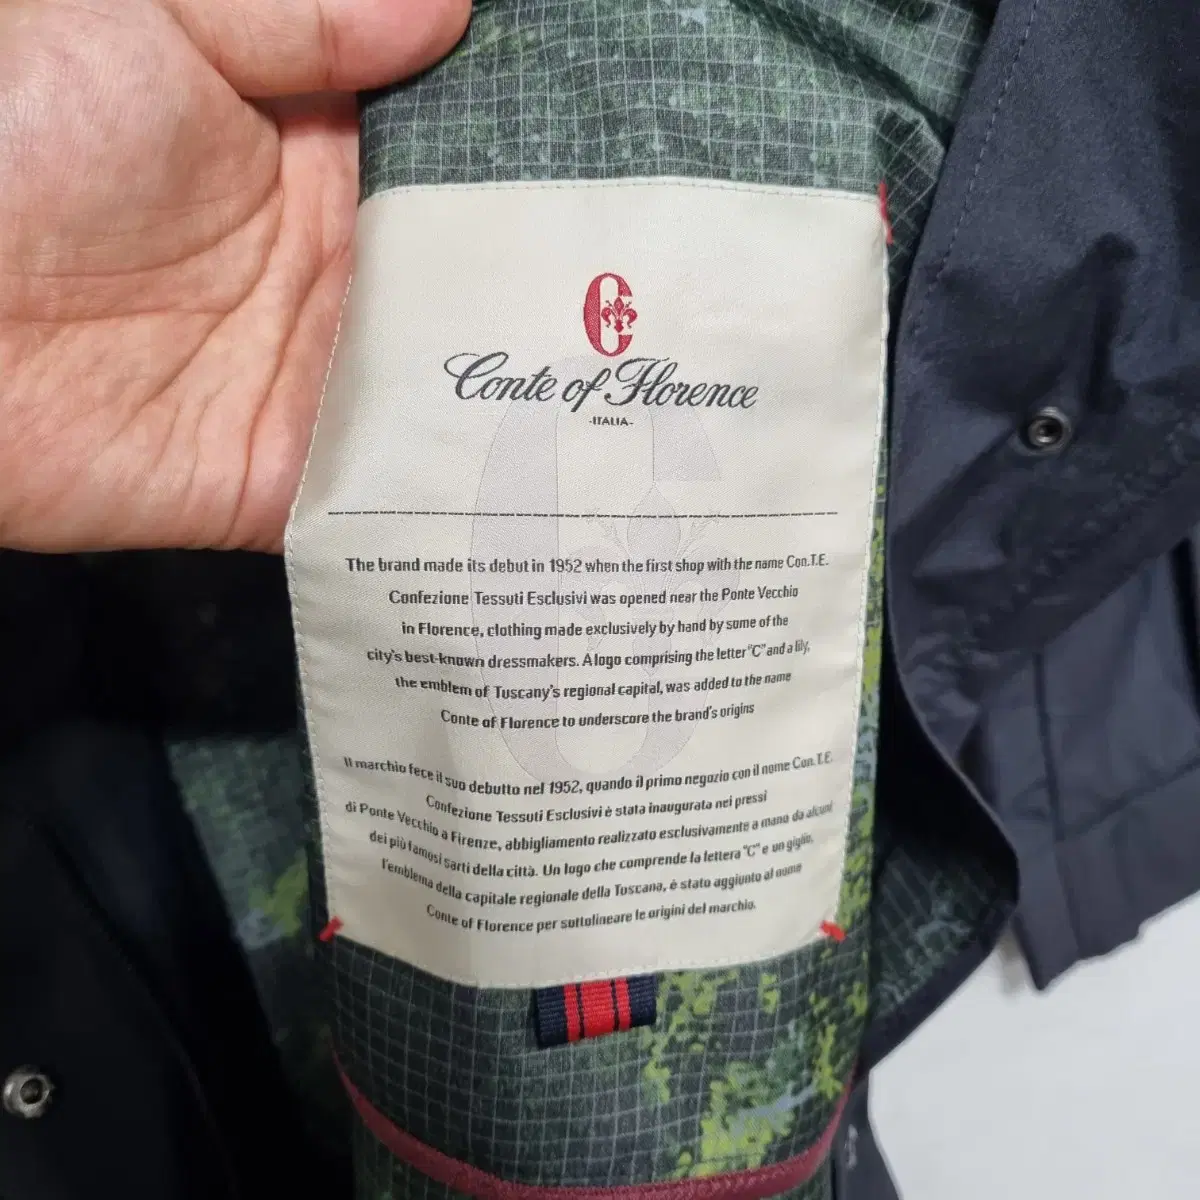 C
Conte of Florence
-ITALIA-
The brand made its debut in 1952 when the first shop with the name Con.T.E.
Confezione Tessuti Esclusivi was opened near the Ponte Vecchio
in Florence, clothing made exclusively by hand by some of the
city's best-known dressmakers. A logo comprising the letter "C" and a lily,
the emblem of Tuscany's regional capital, was added to the name
Conte of Florence to underscore the brand's origins
Il marchio fece il suo debutto nel 1952, quando il primo negozio con il nome Con.T.E.
Confezione Tessuti Esclusivi è stata inaugurata nei pressi
di Ponte Vecchio a Firenze, abbigliamento realizzato esclusivamente a mano da alcuni
dei più famosi sarti della città. Un logo che comprende la lettera "C" e un giglio,
l'emblema della capitale regionale della Toscana, è stato aggiunto al nome
Conte of Florence per sottolineare le origini del marchio.